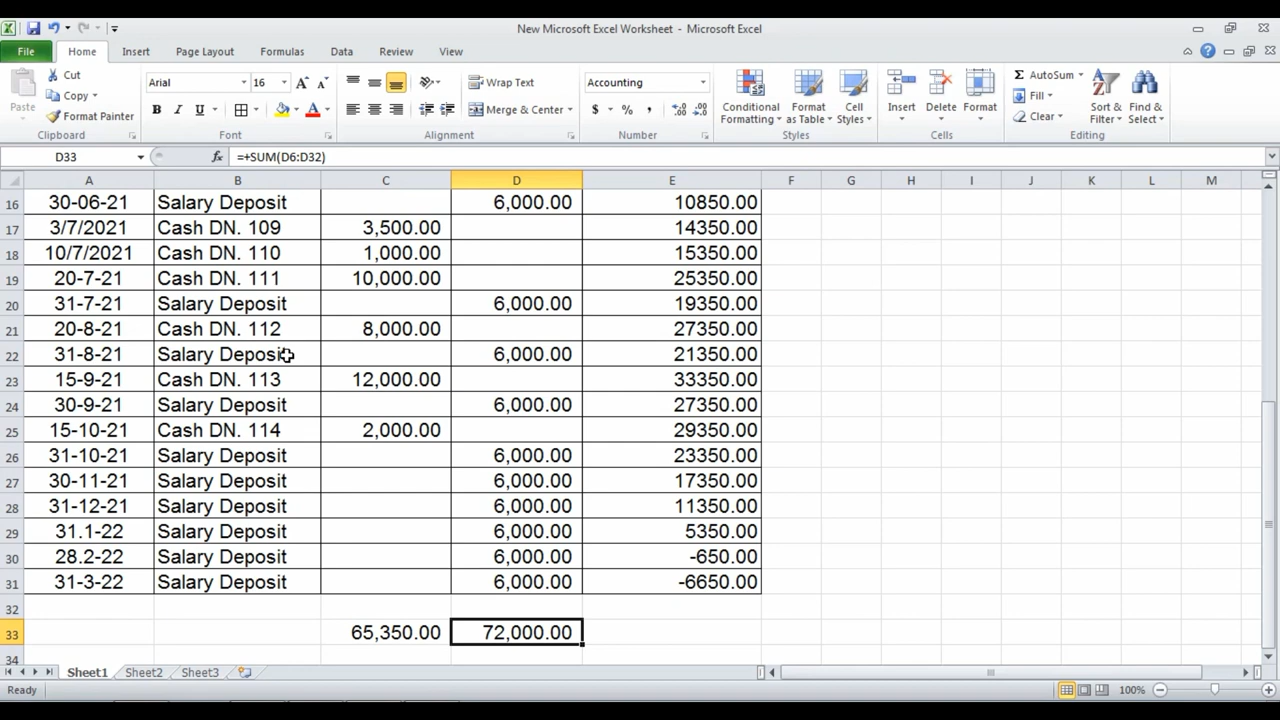 New Microsoft Excel Worksheet - Microsoft Excel
File Home Insert Page Layout Formulas Data Review View
Paste Cut Copy Format Painter Clipboard
Arial 16 A A B I U A Font
Wrap Text Merge & Center Alignment
Accounting $ % , .0 .00 .00 .0 Number
Conditional Formatting Format as Table Cell Styles Styles
Insert Delete Format Cells
Σ AutoSum Fill Clear Sort & Filter Find & Select Editing
D33 fx =+SUM(D6:D32)
A B C D E F G H I J K L M
16 30-06-21 Salary Deposit 6,000.00 10850.00
17 3/7/2021 Cash DN. 109 3,500.00 14350.00
18 10/7/2021 Cash DN. 110 1,000.00 15350.00
19 20-7-21 Cash DN. 111 10,000.00 25350.00
20 31-7-21 Salary Deposit 6,000.00 19350.00
21 20-8-21 Cash DN. 112 8,000.00 27350.00
22 31-8-21 Salary Deposit 6,000.00 21350.00
23 15-9-21 Cash DN. 113 12,000.00 33350.00
24 30-9-21 Salary Deposit 6,000.00 27350.00
25 15-10-21 Cash DN. 114 2,000.00 29350.00
26 31-10-21 Salary Deposit 6,000.00 23350.00
27 30-11-21 Salary Deposit 6,000.00 17350.00
28 31-12-21 Salary Deposit 6,000.00 11350.00
29 31.1-22 Salary Deposit 6,000.00 5350.00
30 28.2-22 Salary Deposit 6,000.00 -650.00
31 31-3-22 Salary Deposit 6,000.00 -6650.00
32
33 65,350.00 72,000.00
34
Sheet1 Sheet2 Sheet3
Ready 100%